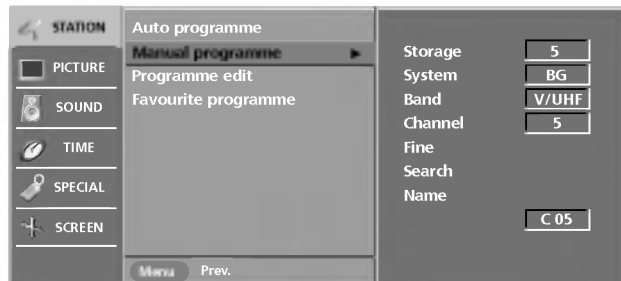 STATION
PICTURE
SOUND
TIME
SPECIAL
SCREEN
Auto programme
Manual programme
Programme edit
Favourite programme
Menu Prev.
Storage 5
System BG
Band V/UHF
Channel 5
Fine
Search
Name
C 05